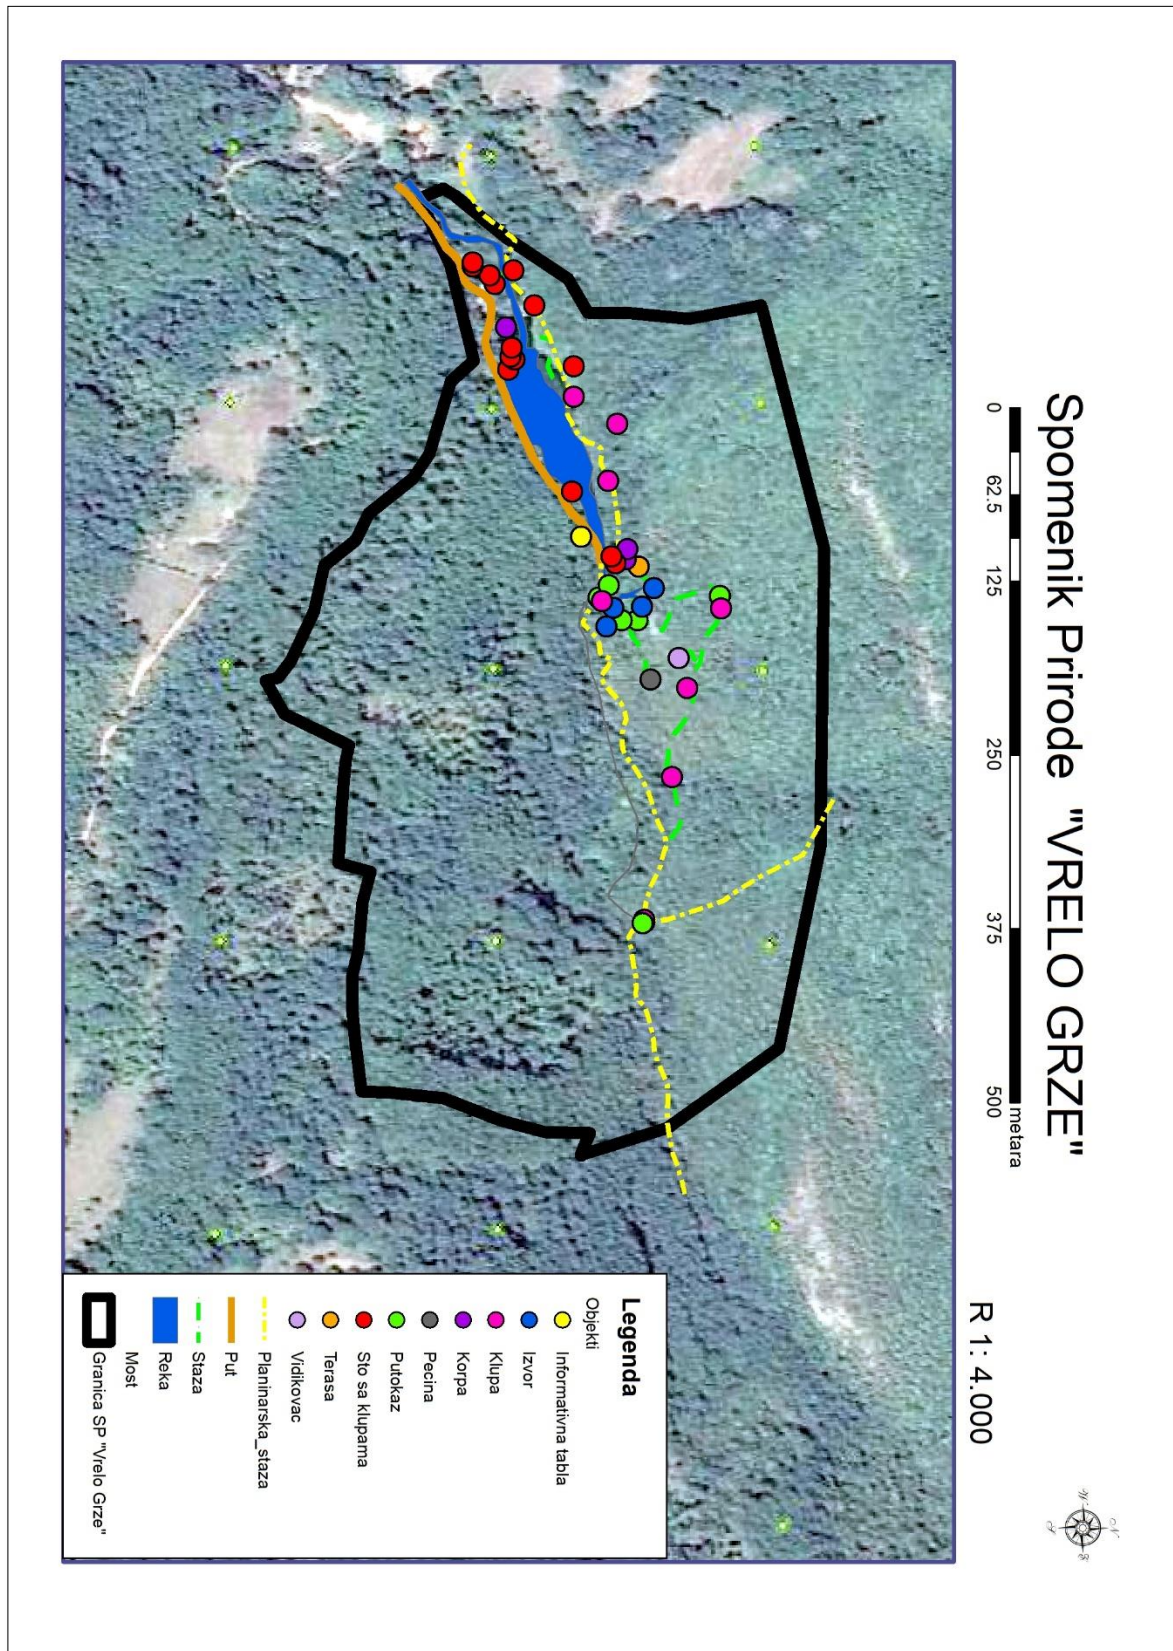 Spomenik Prirode "VRELO GRZE"
0 62.5 125 250 375 500
metara
R 1: 4.000
N
W
E
S
Legenda
Objekti
Informativna tabla
Izvor
Klupa
Korpa
Pecina
Putokaz
Sto sa klupama
Terasa
Vidikovac
Planinarska_staza
Put
Staza
Reka
Most
Granica SP "Vrelo Grze"